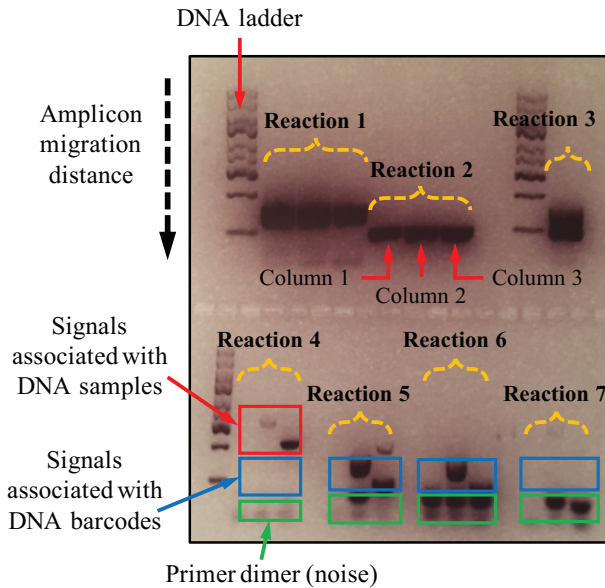 DNA ladder
Amplicon
migration
distance
Reaction 1
Reaction 2
Reaction 3
Column 1
Column 2
Column 3
Signals
associated with
DNA samples
Reaction 4
Reaction 5
Reaction 6
Reaction 7
Signals
associated with
DNA barcodes
Primer dimer (noise)